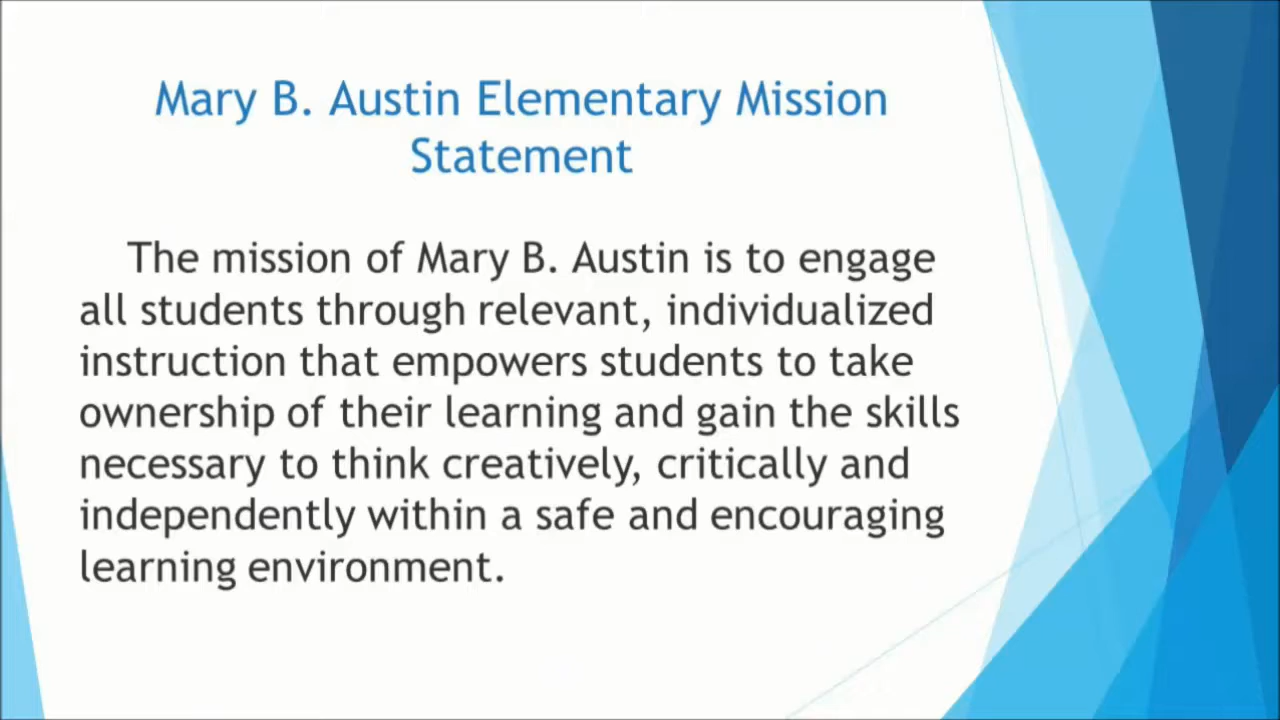 Mary B. Austin Elementary Mission
Statement
The mission of Mary B. Austin is to engage
all students through relevant, individualized
instruction that empowers students to take
ownership of their learning and gain the skills
necessary to think creatively, critically and
independently within a safe and encouraging
learning environment.